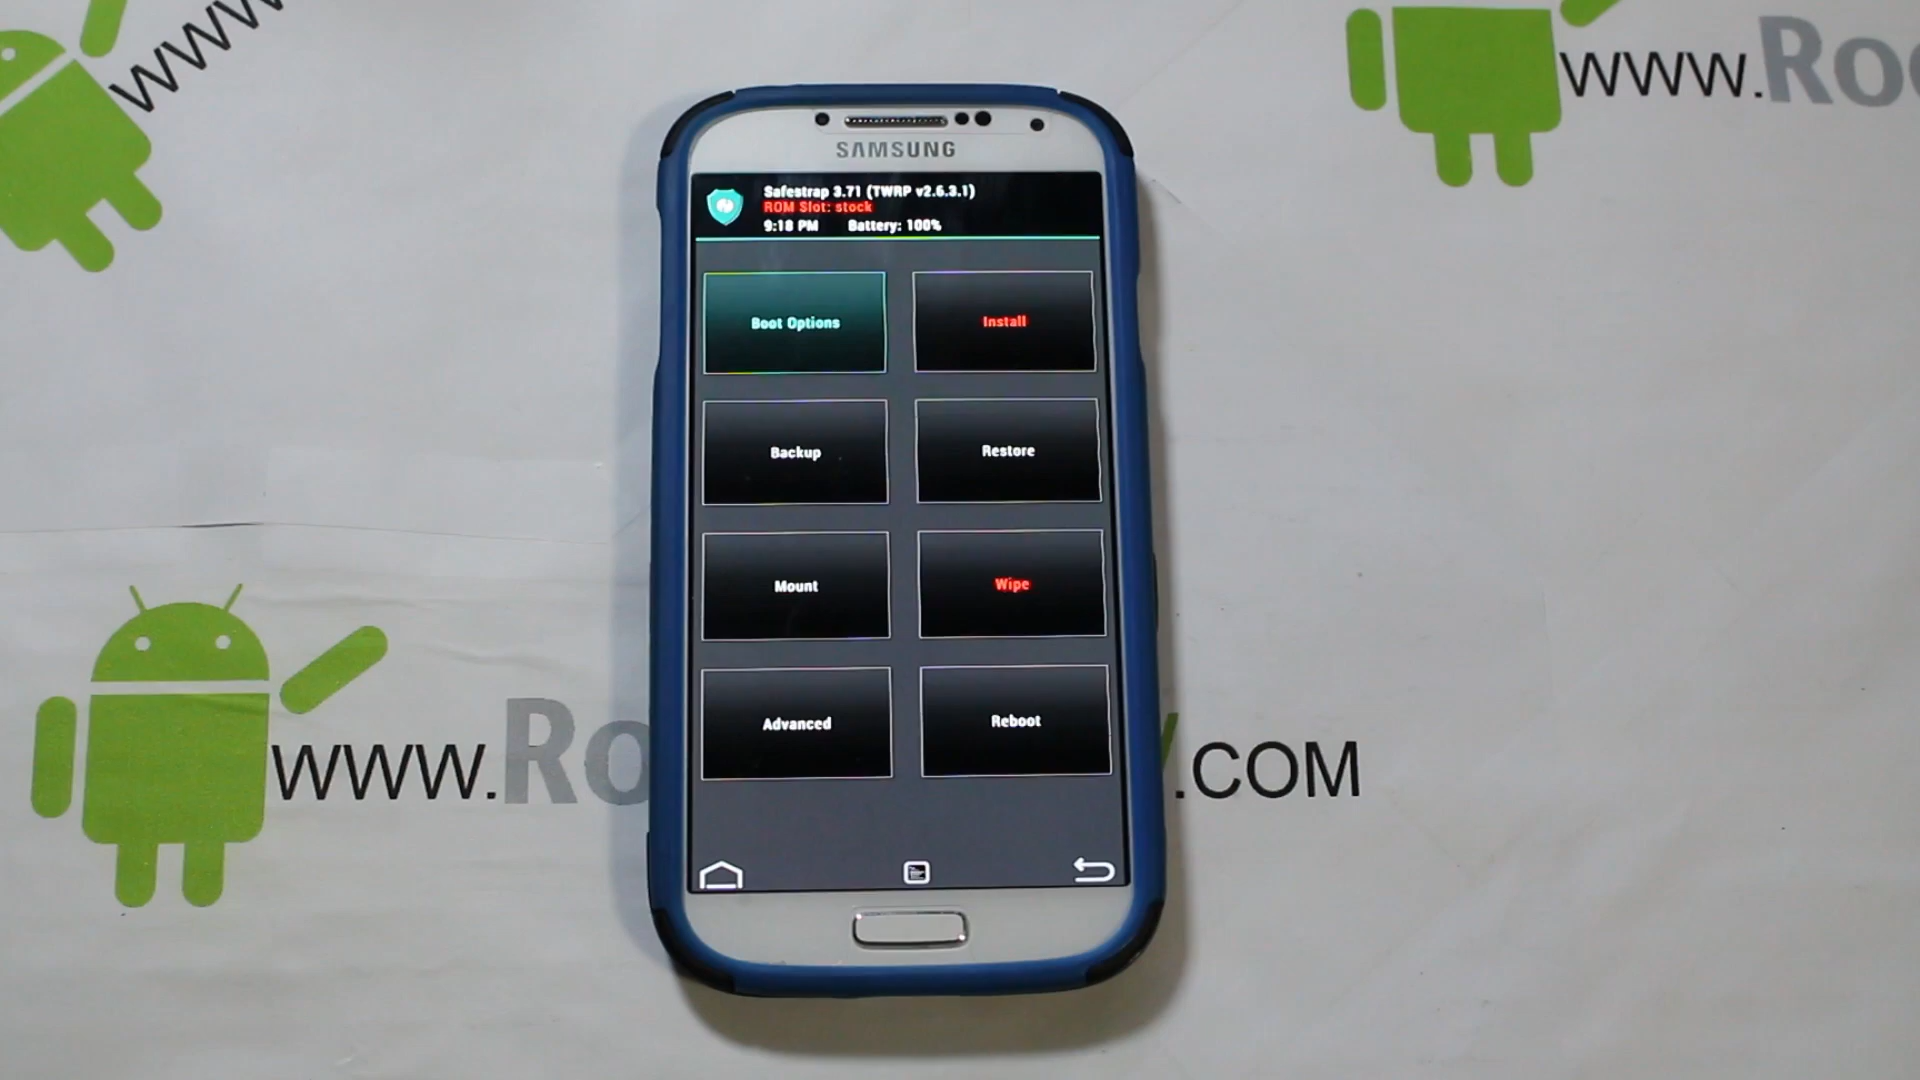 www.
www.Roo
SAMSUNG
Safestrap 3.71 (TWRP v2.6.3.1)
ROM Slot: stock
9:18 PM Battery: 100%
Boot Options
Install
Backup
Restore
Mount
Wipe
Advanced
Reboot
www.Ro .COM